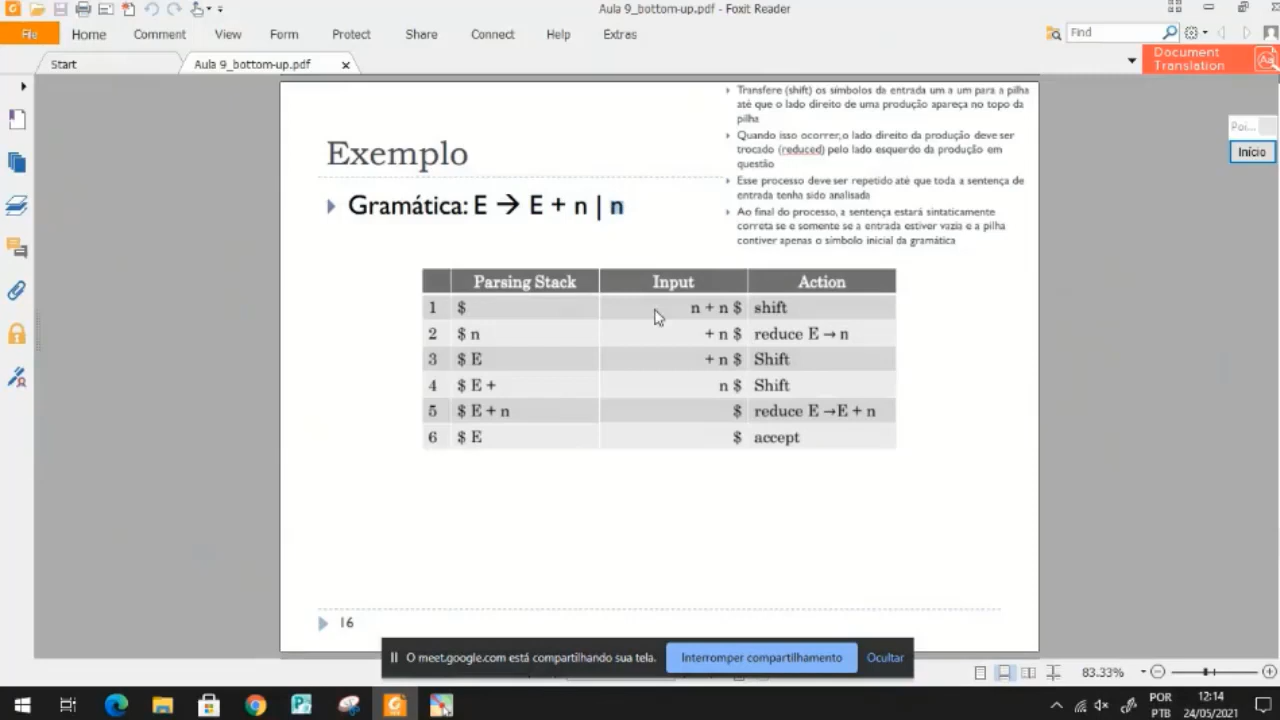 Aula 9_bottom-up.pdf - Foxit Reader
File Home Comment View Form Protect Share Connect Help Extras
Find
Start
Aula 9_bottom-up.pdf
Document
Translation
Transfere (shift) os símbolos da entrada um a um para a pilha
até que o lado direito de uma produção apareça no topo da
pilha
Quando isso ocorrer, o lado direito da produção deve ser
trocado (reduced) pelo lado esquerdo da produção em
questão
Esse processo deve ser repetido até que toda a sentença de
entrada tenha sido analisada
Ao final do processo, a sentença estará sintaticamente
correta se e somente se a entrada estiver vazia e a pilha
contiver apenas o símbolo inicial da gramática
Poi...
Início
Exemplo
Gramática: E → E + n | n
Parsing Stack Input Action
1 $ n + n $ shift
2 $ n + n $ reduce E → n
3 $ E + n $ Shift
4 $ E + n $ Shift
5 $ E + n $ reduce E →E + n
6 $ E $ accept
16
O meet.google.com está compartilhando sua tela. Interromper compartilhamento Ocultar
83.33%
POR
PTB
12:14
24/05/2021